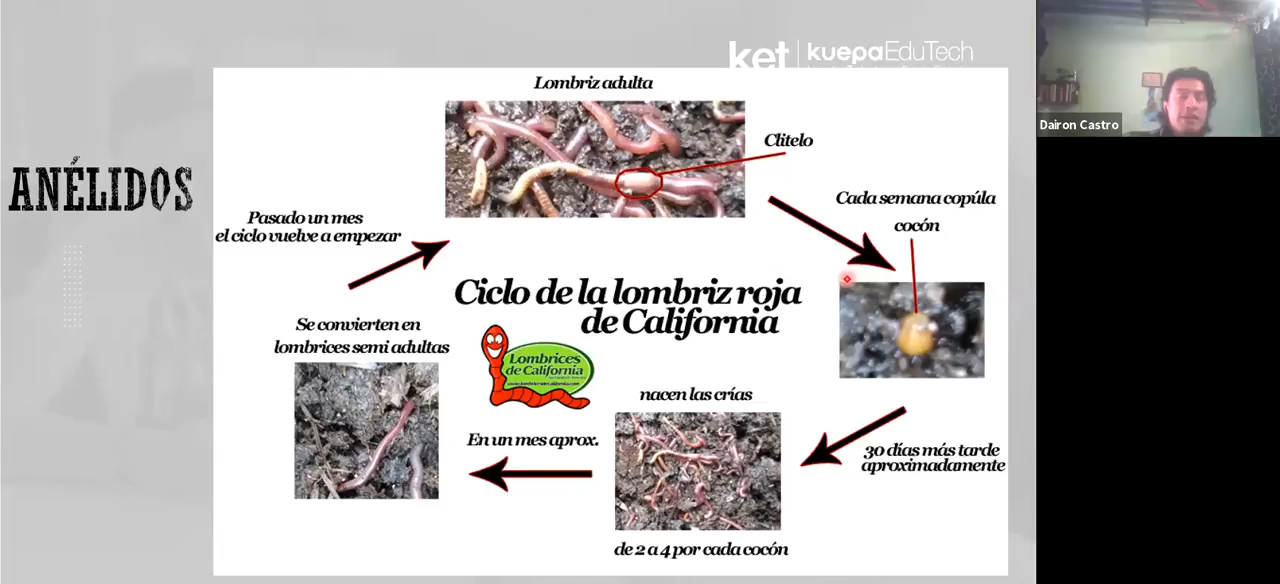 ket kuepaEduTech
Dairon Castro
ANÉLIDOS
Lombriz adulta
Clitelo
Cada semana copúla
cocón
Pasado un mes
el ciclo vuelve a empezar
Ciclo de la lombriz roja
de California
Se convierten en
lombrices semi adultas
Lombrices
de California
nacen las crías
En un mes aprox.
30 días más tarde
aproximadamente
de 2 a 4 por cada cocón